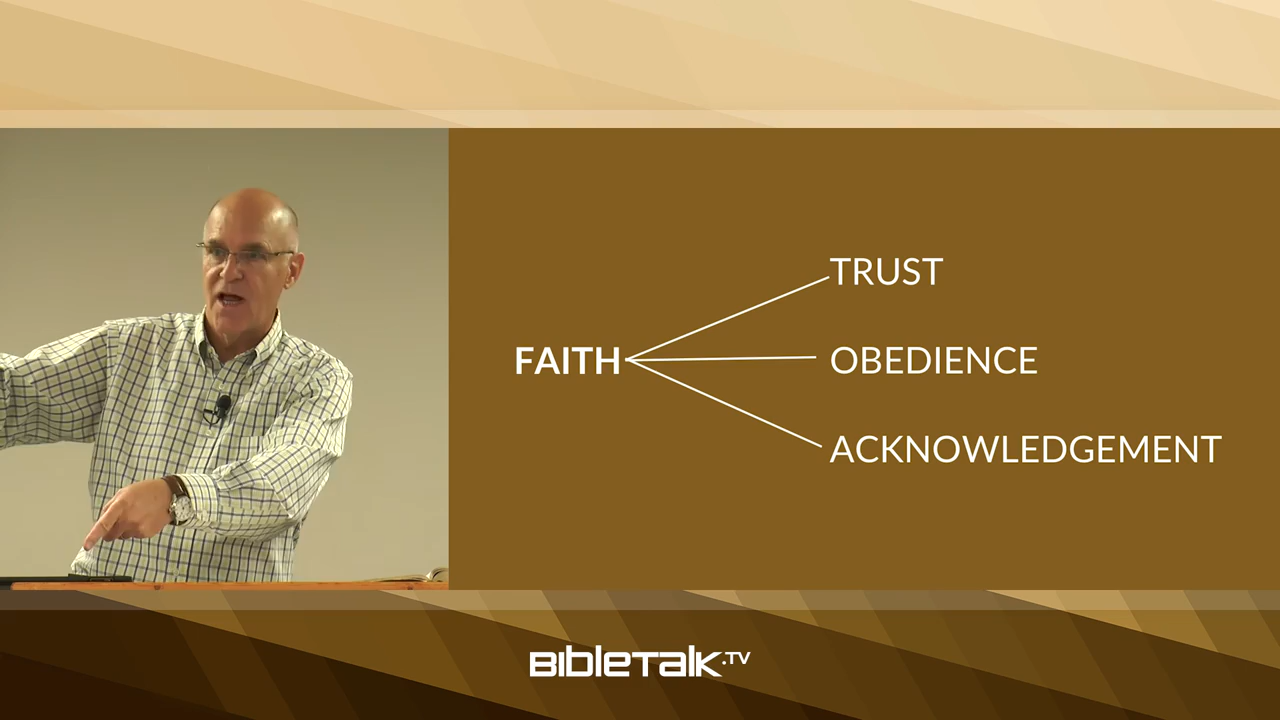 TRUST
FAITH
OBEDIENCE
ACKNOWLEDGEMENT
BIBLETALK.TV